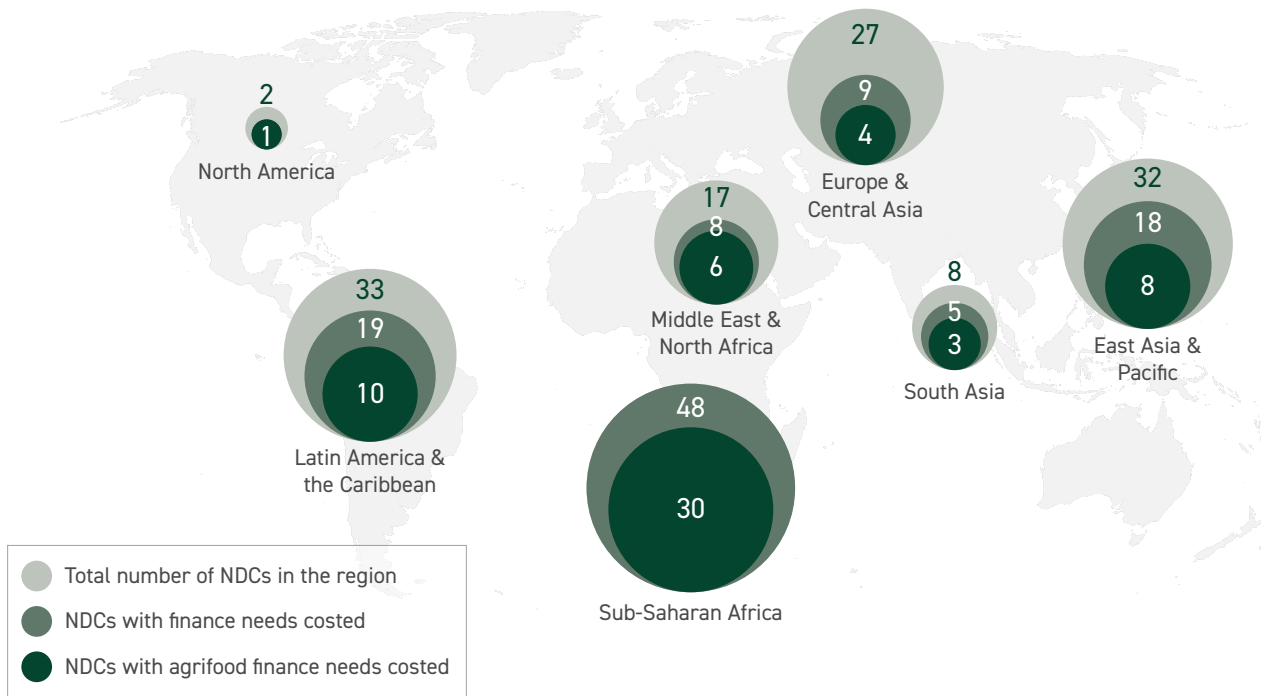 27
9
4
Europe &
Central Asia
2
1
North America
17
8
6
Middle East &
North Africa
32
18
8
East Asia &
Pacific
8
5
3
South Asia
33
19
10
Latin America &
the Caribbean
48
30
Sub-Saharan Africa
Total number of NDCs in the region
NDCs with finance needs costed
NDCs with agrifood finance needs costed